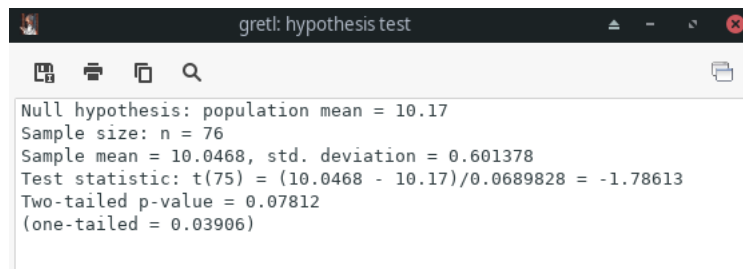 gretl: hypothesis test
Null hypothesis: population mean = 10.17
Sample size: n = 76
Sample mean = 10.0468, std. deviation = 0.601378
Test statistic: t(75) = (10.0468 - 10.17)/0.0689828 = -1.78613
Two-tailed p-value = 0.07812
(one-tailed = 0.03906)